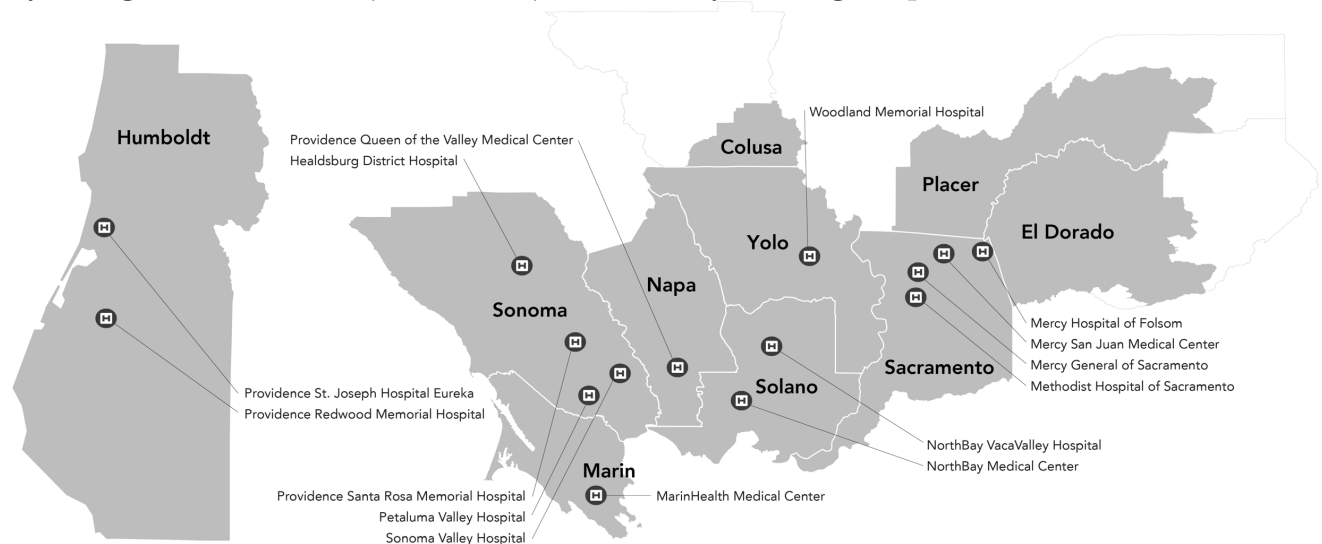 Humboldt
Providence St. Joseph Hospital Eureka
Providence Redwood Memorial Hospital
Providence Queen of the Valley Medical Center
Healdsburg District Hospital
Sonoma
Napa
Marin
Providence Santa Rosa Memorial Hospital
Petaluma Valley Hospital
Sonoma Valley Hospital
MarinHealth Medical Center
Colusa
Woodland Memorial Hospital
Yolo
Solano
NorthBay VacaValley Hospital
NorthBay Medical Center
Placer
El Dorado
Sacramento
Mercy Hospital of Folsom
Mercy San Juan Medical Center
Mercy General of Sacramento
Methodist Hospital of Sacramento